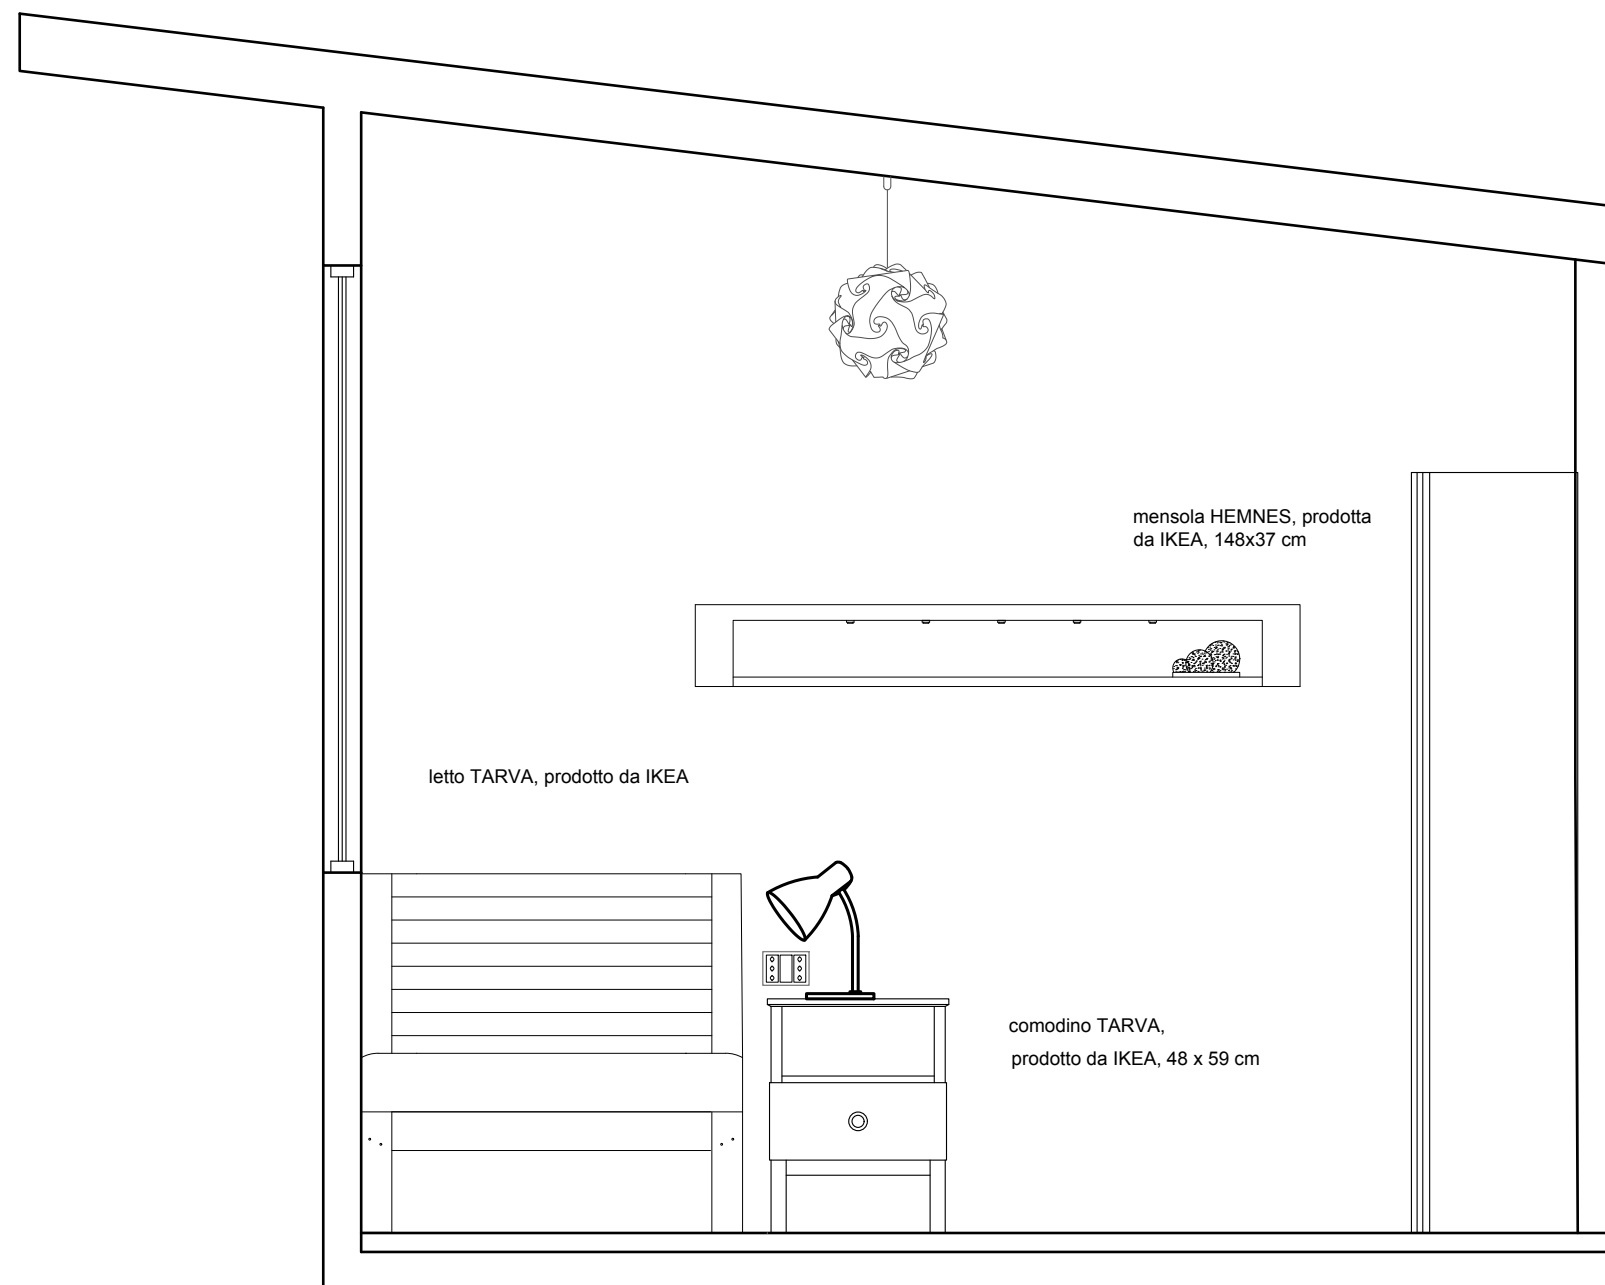 mensola HEMNES, prodotta
da IKEA, 148x37 cm
letto TARVA, prodotto da IKEA
comodino TARVA,
prodotto da IKEA, 48 x 59 cm